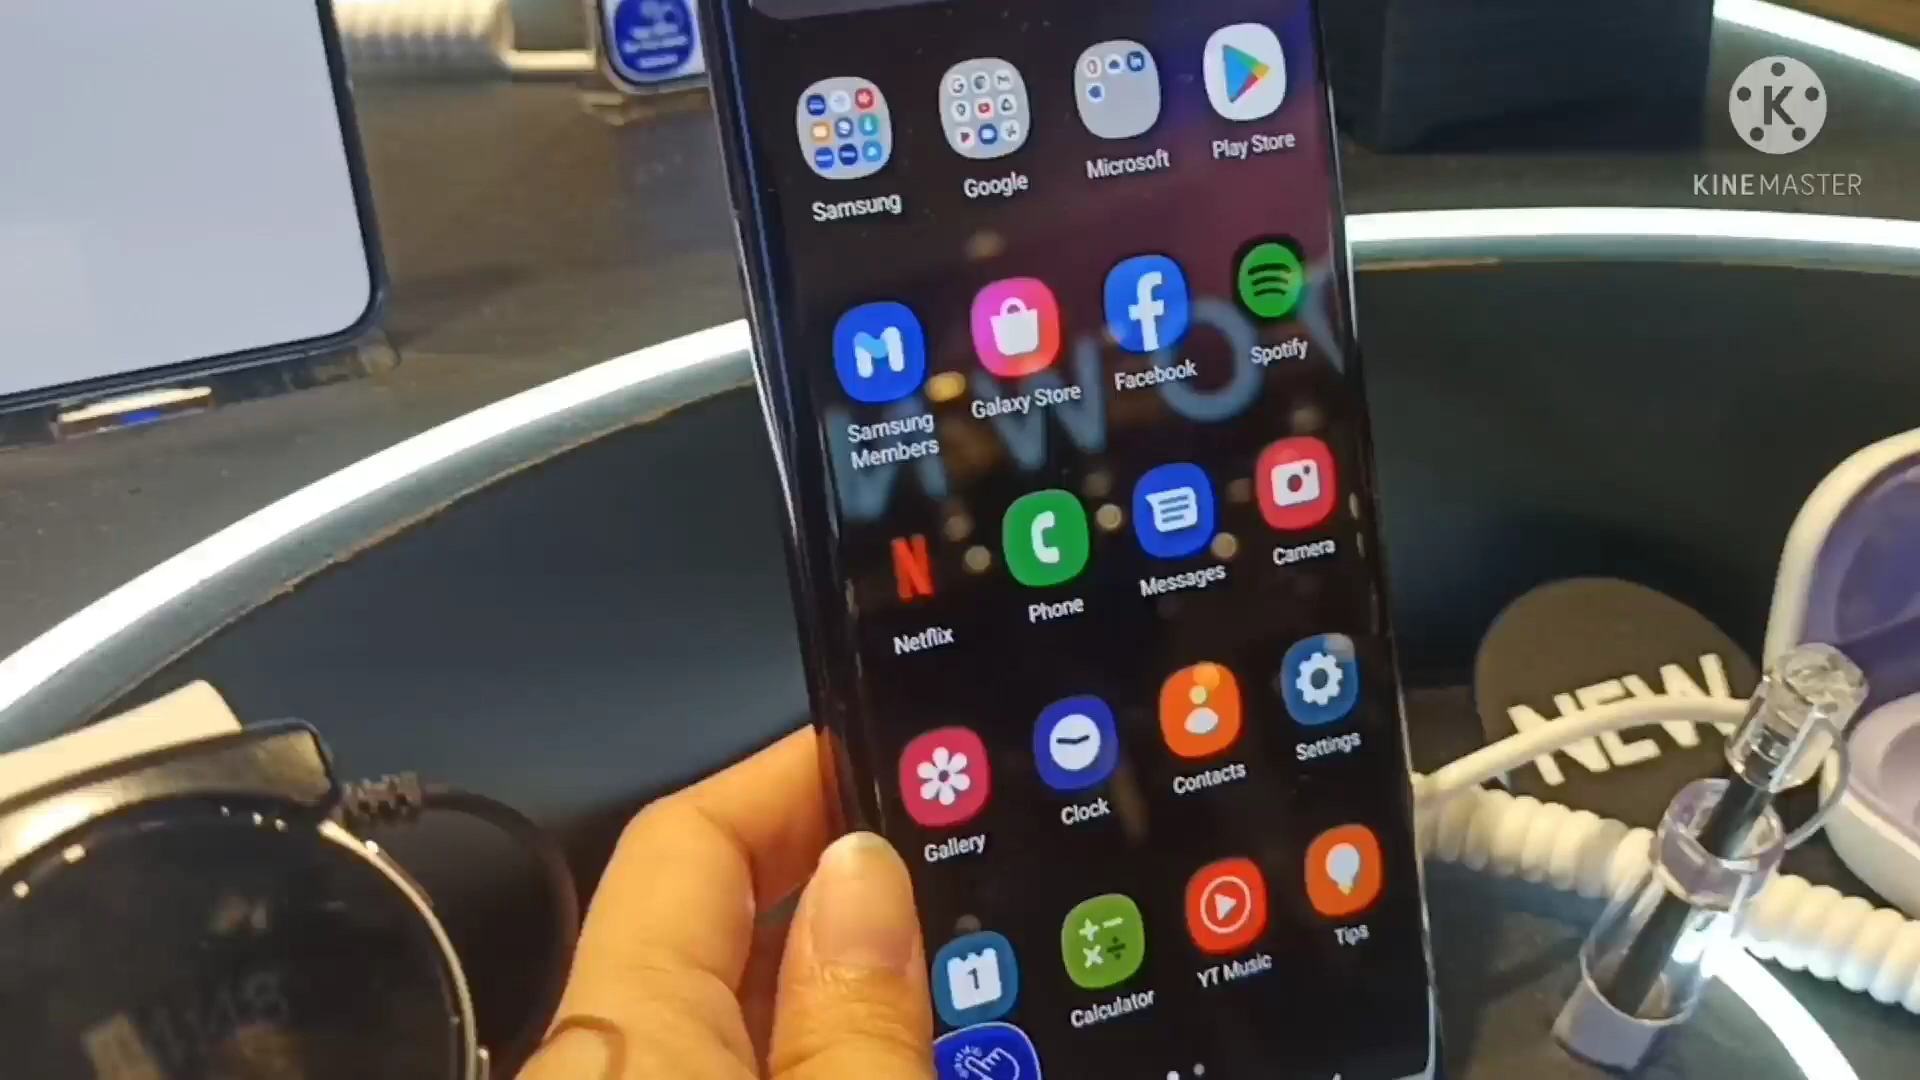 KINEMASTER
Samsung
Google
Microsoft
Play Store
Samsung
Members
Galaxy Store
Facebook
Spotify
Netflix
Phone
Messages
Camera
Gallery
Clock
Contacts
Settings
1
Calculator
YT Music
Tips
NEW